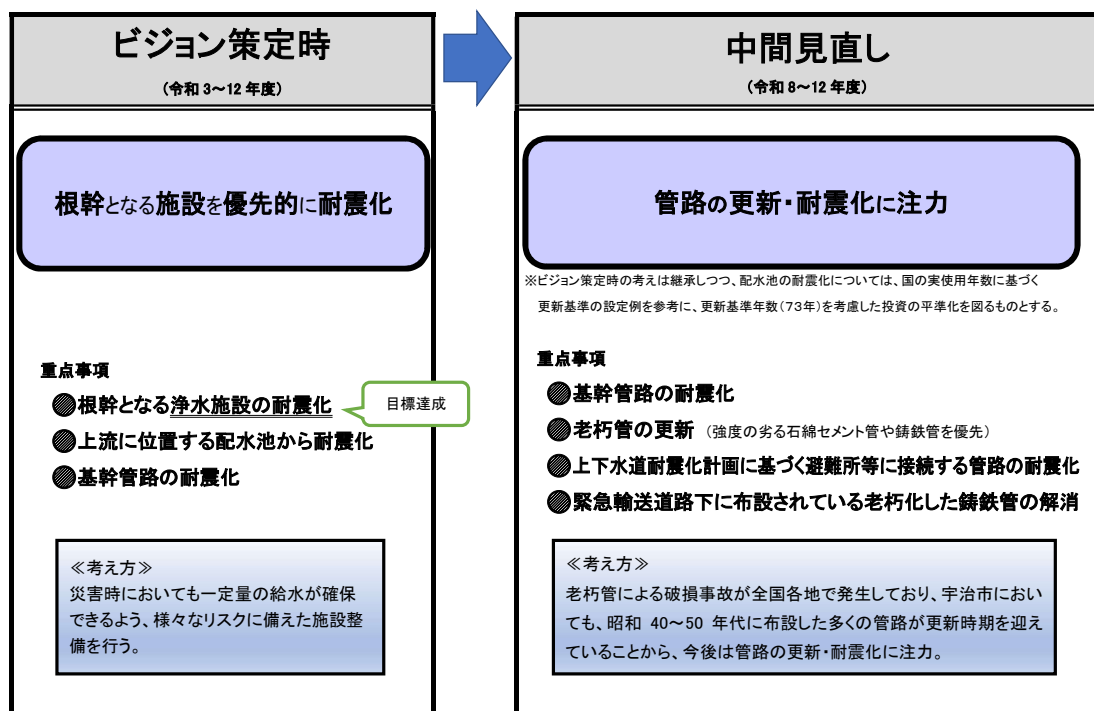 ビジョン策定時
（令和 3～12 年度）
根幹となる施設を優先的に耐震化
重点事項
●根幹となる浄水施設の耐震化
目標達成
●上流に位置する配水池から耐震化
●基幹管路の耐震化
≪考え方≫
災害時においても一定量の給水が確保
できるよう、様々なリスクに備えた施設整
備を行う。
中間見直し
（令和 8～12 年度）
管路の更新・耐震化に注力
※ビジョン策定時の考えは継承しつつ、配水池の耐震化については、国の実使用年数に基づく
更新基準の設定例を参考に、更新基準年数（７３年）を考慮した投資の平準化を図るものとする。
重点事項
●基幹管路の耐震化
●老朽管の更新 （強度の劣る石綿セメント管や鋳鉄管を優先）
●上下水道耐震化計画に基づく避難所等に接続する管路の耐震化
●緊急輸送道路下に布設されている老朽化した鋳鉄管の解消
≪考え方≫
老朽管による破損事故が全国各地で発生しており、宇治市におい
ても、昭和 40～50 年代に布設した多くの管路が更新時期を迎え
ていることから、今後は管路の更新・耐震化に注力。